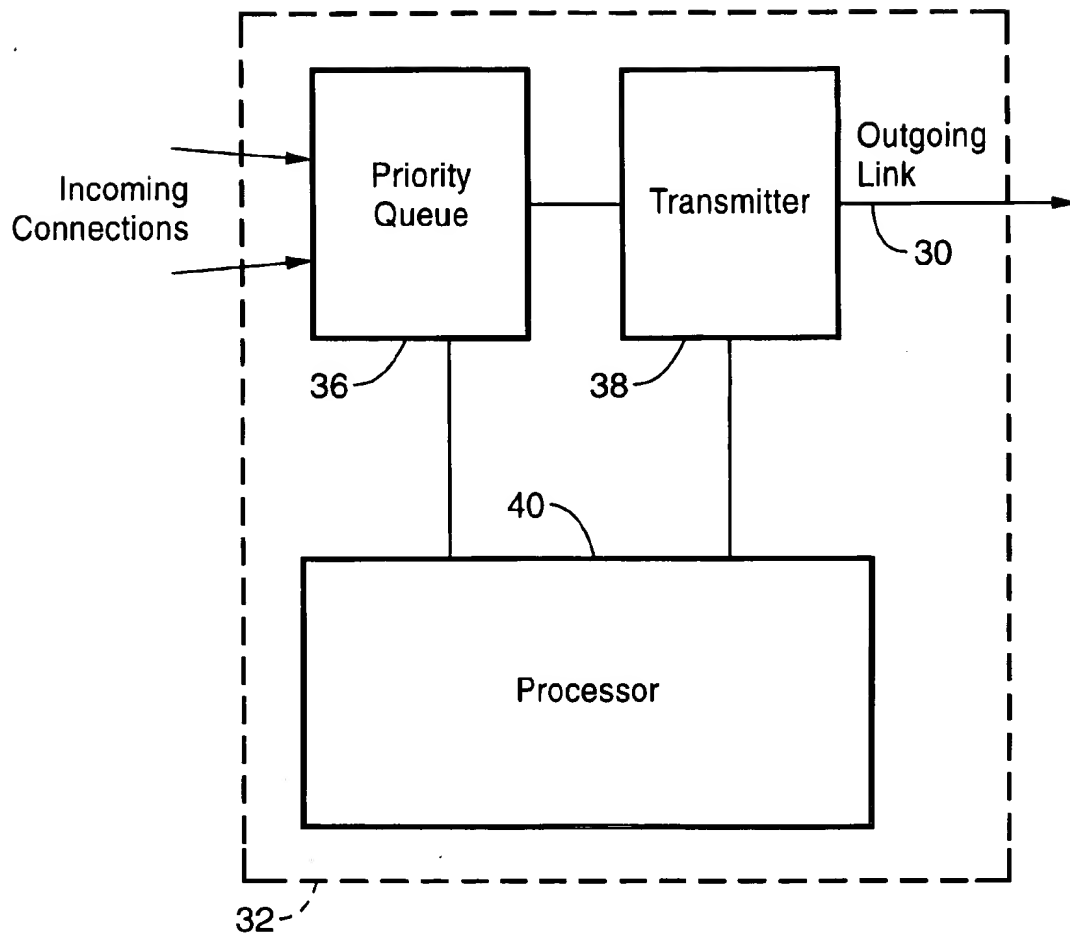 Incoming
Connections
Priority
Queue
Transmitter
Outgoing
Link
30
36
38
40
Processor
32